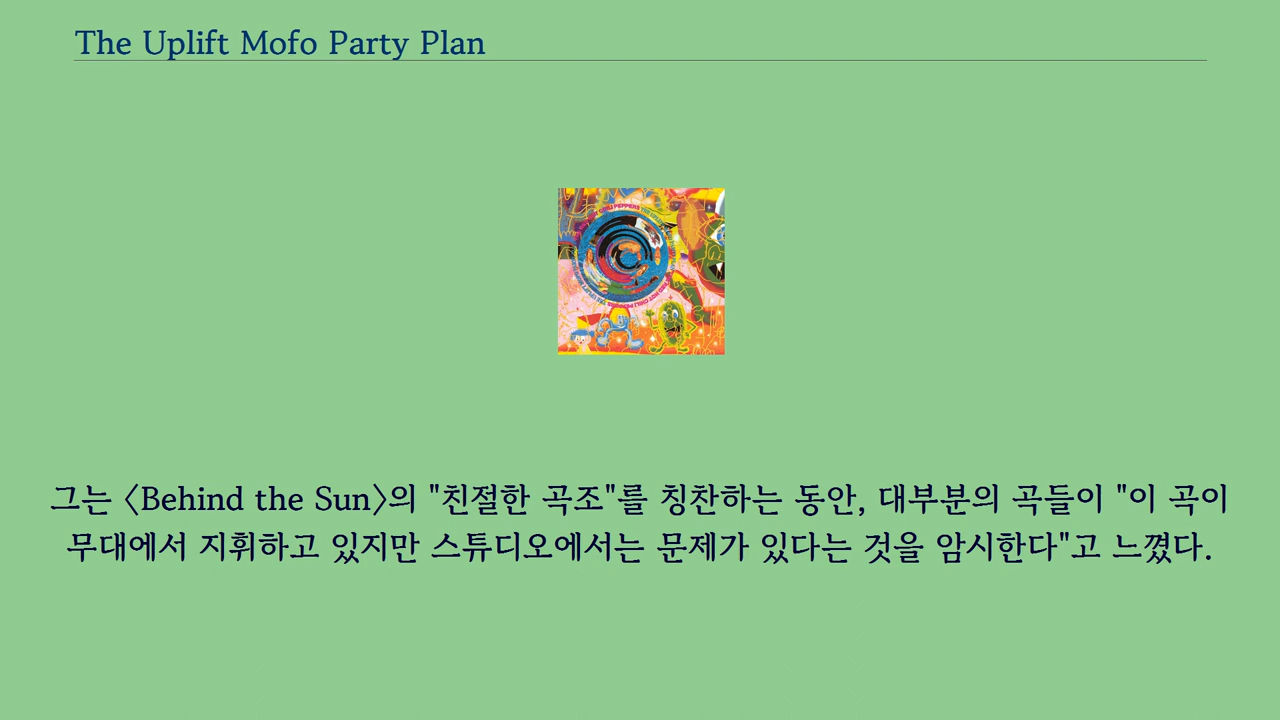 The Uplift Mofo Party Plan
그는 〈Behind the Sun〉의 "친절한 곡조"를 칭찬하는 동안, 대부분의 곡들이 "이 곡이
무대에서 지휘하고 있지만 스튜디오에서는 문제가 있다는 것을 암시한다"고 느꼈다.